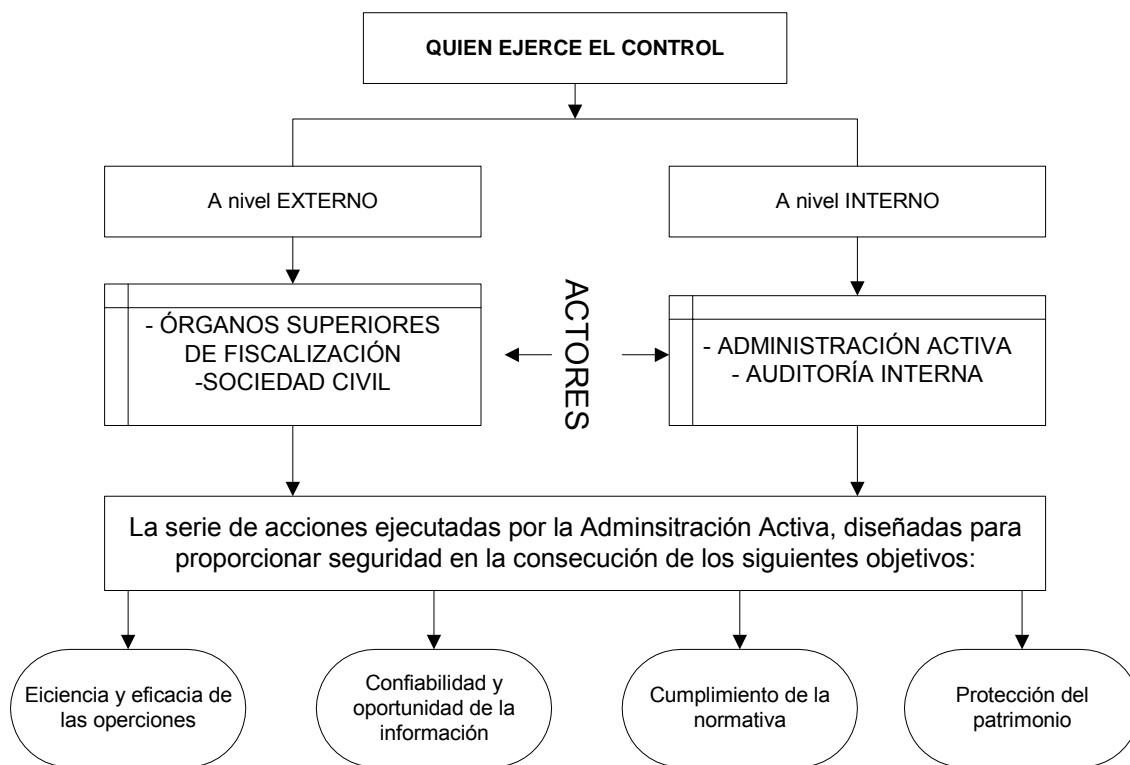 QUIEN EJERCE EL CONTROL
A nivel EXTERNO
A nivel INTERNO
- ÓRGANOS SUPERIORES
DE FISCALIZACIÓN
-SOCIEDAD CIVIL
ACTORES
- ADMINISTRACIÓN ACTIVA
- AUDITORÍA INTERNA
La serie de acciones ejecutadas por la Adminsitración Activa, diseñadas para
proporcionar seguridad en la consecución de los siguientes objetivos:
Eiciencia y eficacia de
las operciones
Confiabilidad y
oportunidad de la
información
Cumplimiento de la
normativa
Protección del
patrimonio